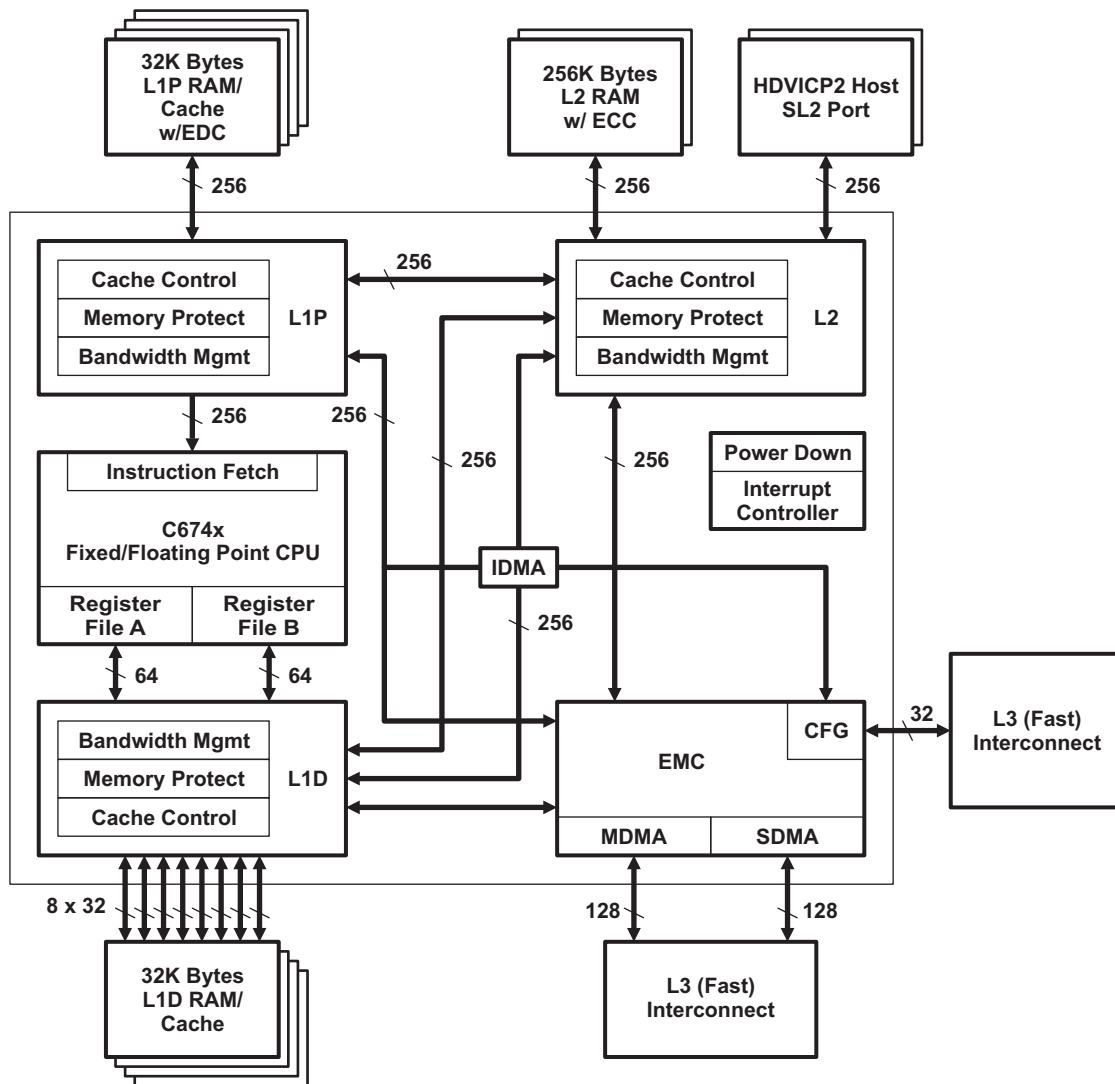 32K Bytes
L1P RAM/
Cache
w/EDC
256K Bytes
L2 RAM
w/ ECC
HDVICP2 Host
SL2 Port
256
256
256
Cache Control
Memory Protect
Bandwidth Mgmt
L1P
256
Cache Control
Memory Protect
Bandwidth Mgmt
L2
256
256
256
256
Power Down
Interrupt
Controller
Instruction Fetch
C674x
Fixed/Floating Point CPU
Register
File A
Register
File B
IDMA
256
64
64
Bandwidth Mgmt
Memory Protect
Cache Control
L1D
EMC
CFG
MDMA
SDMA
32
L3 (Fast)
Interconnect
8 x 32
128
128
32K Bytes
L1D RAM/
Cache
L3 (Fast)
Interconnect